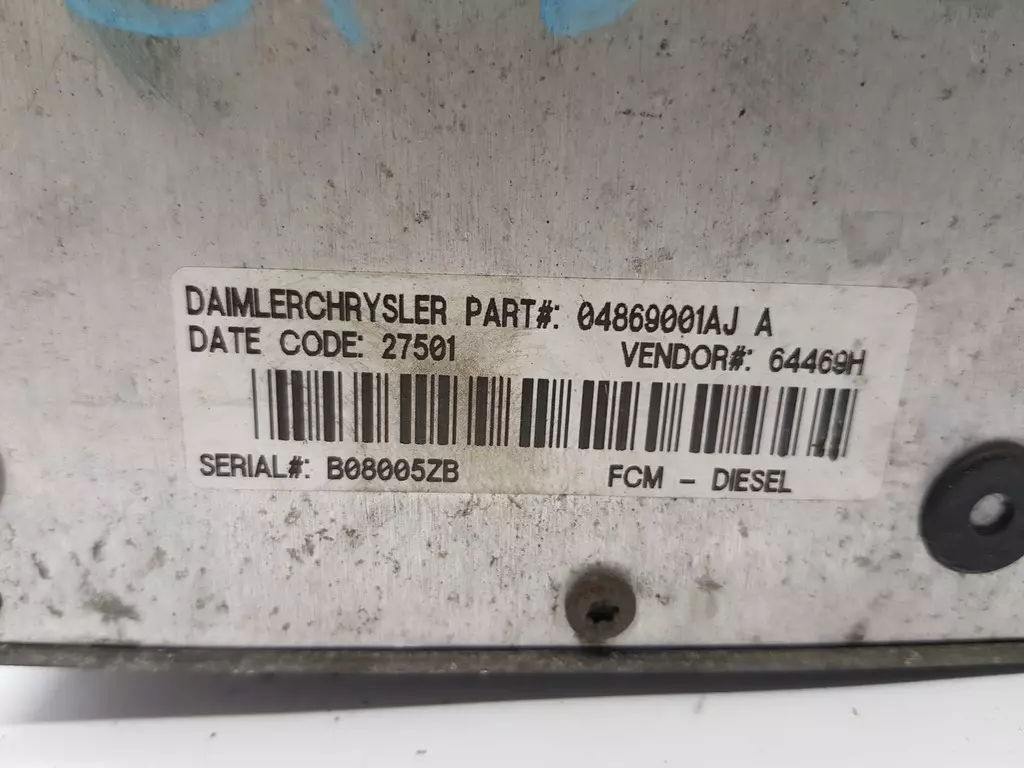 DAIMLERCHRYSLER PART#: 04869001AJ A
DATE CODE: 27501 VENDOR#: 64469H
SERIAL#: B08005ZB FCM - DIESEL